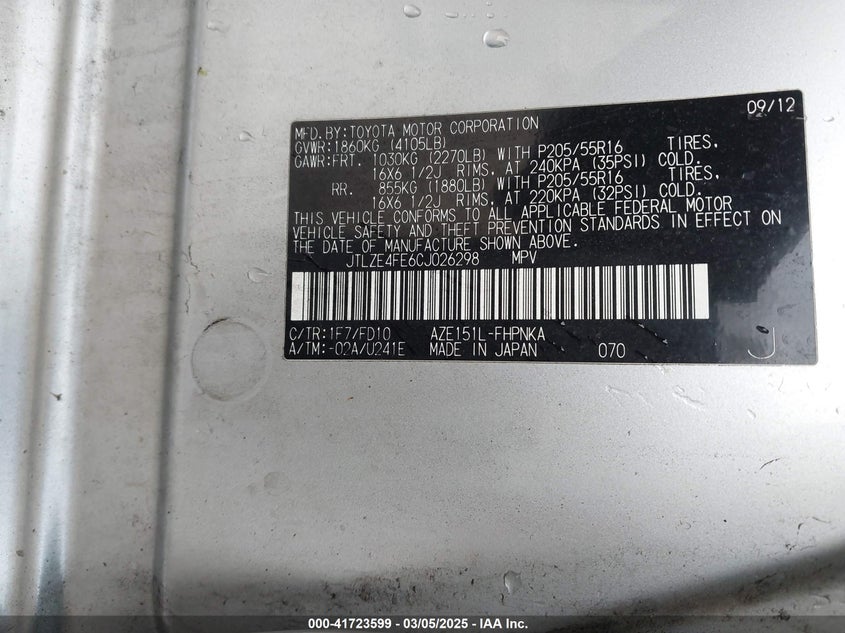 09/12
MFD. BY:TOYOTA MOTOR CORPORATION
GVWR:1860KG (4105LB)
GAWR:FRT. 1030KG (2270LB) WITH P205/55R16 TIRES,
16X6 1/2J RIMS, AT 240KPA (35PSI) COLD.
RR. 855KG (1880LB) WITH P205/55R16 TIRES,
16X6 1/2J RIMS, AT 220KPA (32PSI) COLD.
THIS VEHICLE CONFORMS TO ALL APPLICABLE FEDERAL MOTOR
VEHICLE SAFETY AND THEFT PREVENTION STANDARDS IN EFFECT ON
THE DATE OF MANUFACTURE SHOWN ABOVE.
JTLZE4FE6CJ026298 MPV
C/TR:1F7/FD10 AZE151L-FHPNKA
A/TM:-02A/U241E MADE IN JAPAN 070 J
000-41723599 — 03/05/2025 — IAA Inc.